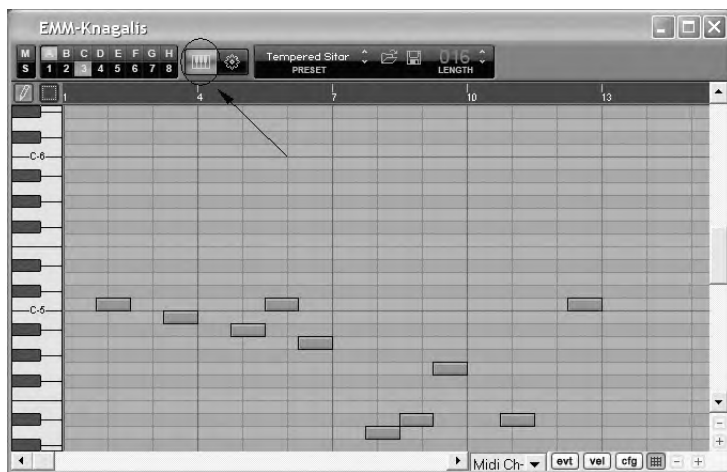 EMM-Knagalis
M A B C D E F G H
S 1 2 3 4 5 6 7 8
Tempered Sitar 016
PRESET LENGTH
1 4 7 10 13
C-6
C-5
Midi Ch- evt vel cfg